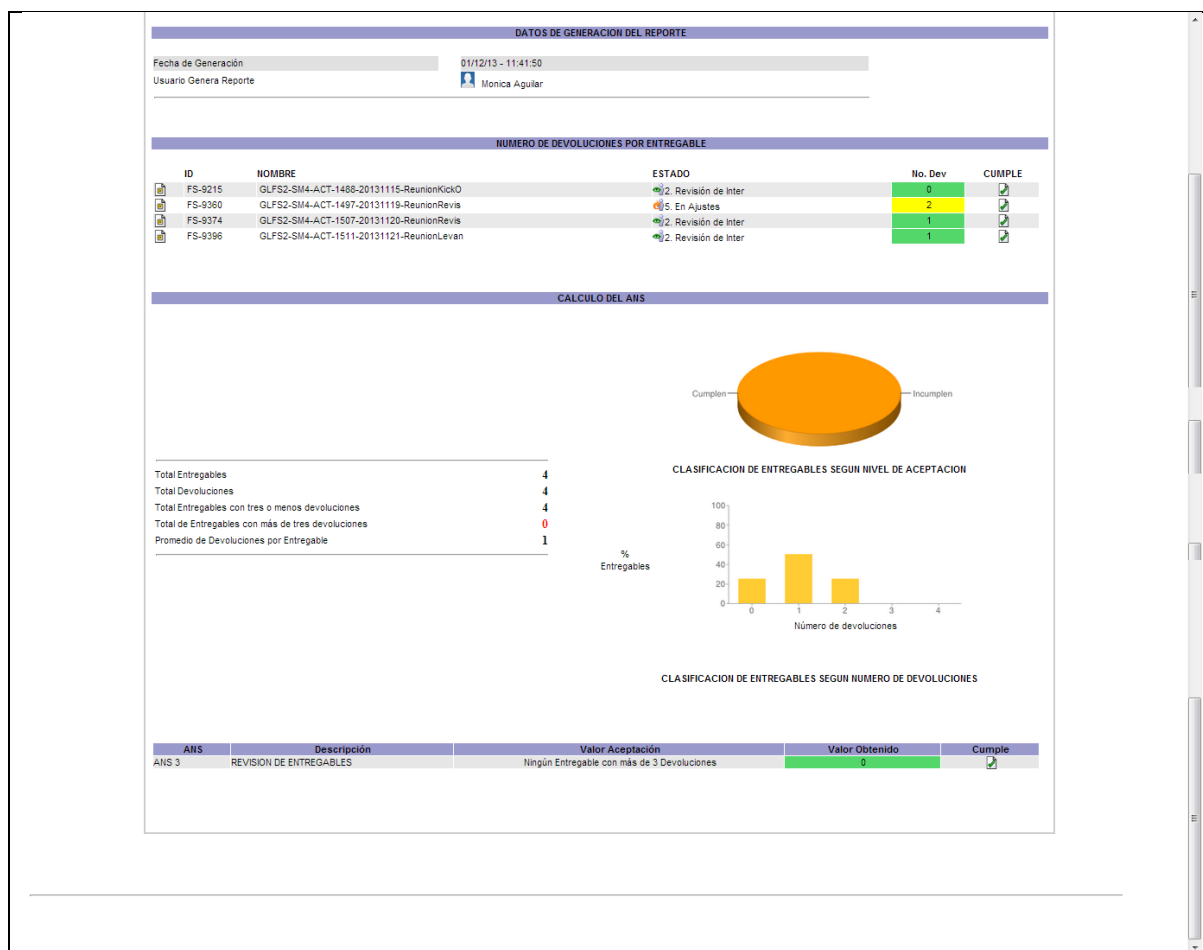 DATOS DE GENERACION DEL REPORTE
Fecha de Generación 01/12/13 - 11:41:50
Usuario Genera Reporte Monica Aguilar
NUMERO DE DEVOLUCIONES POR ENTREGABLE
ID NOMBRE ESTADO No. Dev CUMPLE
FS-9215 GLFS2-SM4-ACT-1488-20131115-ReunionKickO 2. Revisión de Inter 0
FS-9360 GLFS2-SM4-ACT-1497-20131119-ReunionRevis 5. En Ajustes 2
FS-9374 GLFS2-SM4-ACT-1507-20131120-ReunionRevis 2. Revisión de Inter 1
FS-9396 GLFS2-SM4-ACT-1511-20131121-ReunionLevan 2. Revisión de Inter 1
CALCULO DEL ANS
Cumplen Incumplen
CLASIFICACION DE ENTREGABLES SEGUN NIVEL DE ACEPTACION
Total Entregables 4
Total Devoluciones 4
Total Entregables con tres o menos devoluciones 4
Total de Entregables con más de tres devoluciones 0
Promedio de Devoluciones por Entregable 1
%
Entregables
100
80
60
40
20
0
0 1 2 3 4
Número de devoluciones
CLASIFICACION DE ENTREGABLES SEGUN NUMERO DE DEVOLUCIONES
ANS Descripción Valor Aceptación Valor Obtenido Cumple
ANS 3 REVISION DE ENTREGABLES Ningún Entregable con más de 3 Devoluciones 0